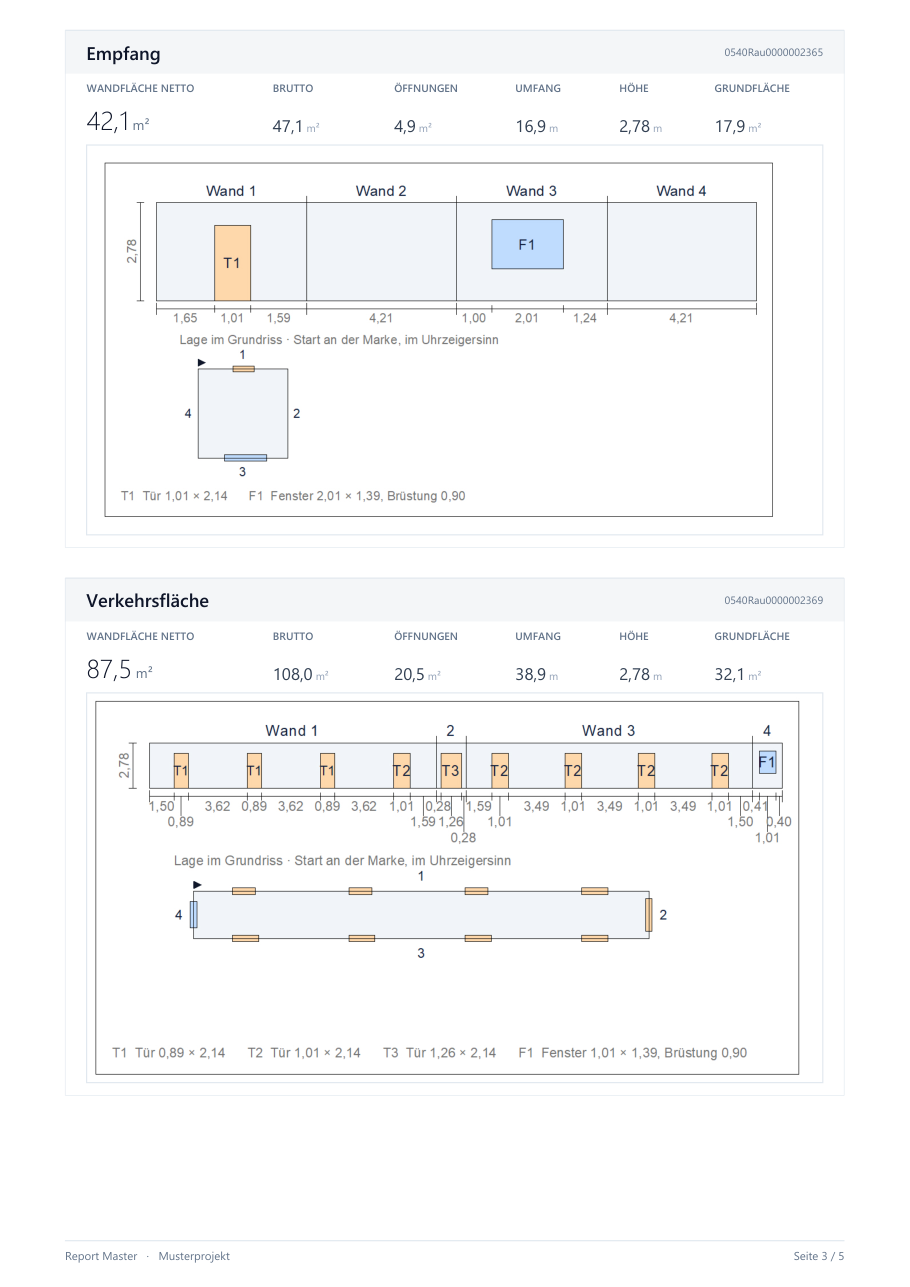 Empfang 0540Rau0000002365
WANDFLÄCHE NETTO BRUTTO ÖFFNUNGEN UMFANG HÖHE GRUNDFLÄCHE
42,1 m² 47,1 m² 4,9 m² 16,9 m 2,78 m 17,9 m²
Wand 1 Wand 2 Wand 3 Wand 4
2,78
T1 F1
1,65 1,01 1,59 4,21 1,00 2,01 1,24 4,21
Lage im Grundriss · Start an der Marke, im Uhrzeigersinn
1
4 2
3
T1 Tür 1,01 × 2,14 F1 Fenster 2,01 × 1,39, Brüstung 0,90
Verkehrsfläche 0540Rau0000002369
WANDFLÄCHE NETTO BRUTTO ÖFFNUNGEN UMFANG HÖHE GRUNDFLÄCHE
87,5 m² 108,0 m² 20,5 m² 38,9 m 2,78 m 32,1 m²
Wand 1 2 Wand 3 4
2,78
T1 T1 T1 T2 T3 T2 T2 T2 T2 F1
1,50 3,62 0,89 3,62 0,89 3,62 1,01 0,28 1,59 3,49 1,01 3,49 1,01 3,49 1,01 0,41
0,89 1,59 1,26 1,01 1,50 0,40
0,28 1,01
Lage im Grundriss · Start an der Marke, im Uhrzeigersinn
1
4 2
3
T1 Tür 0,89 × 2,14 T2 Tür 1,01 × 2,14 T3 Tür 1,26 × 2,14 F1 Fenster 1,01 × 1,39, Brüstung 0,90
Report Master · Musterprojekt Seite 3 / 5